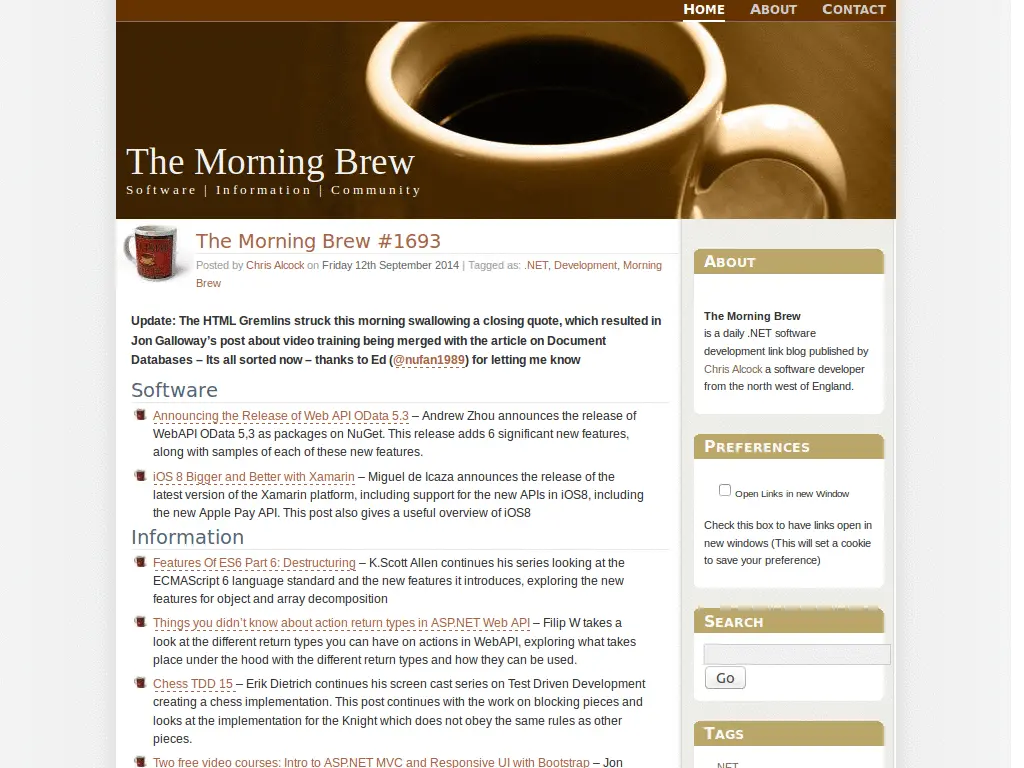 HOME ABOUT CONTACT
The Morning Brew
Software | Information | Community
The Morning Brew #1693
Posted by Chris Alcock on Friday 12th September 2014 | Tagged as: .NET, Development, Morning
Brew
Update: The HTML Gremlins struck this morning swallowing a closing quote, which resulted in
Jon Galloway’s post about video training being merged with the article on Document
Databases – Its all sorted now – thanks to Ed (@nufan1989) for letting me know
Software
Announcing the Release of Web API OData 5.3 – Andrew Zhou announces the release of
WebAPI OData 5,3 as packages on NuGet. This release adds 6 significant new features,
along with samples of each of these new features.
iOS 8 Bigger and Better with Xamarin – Miguel de Icaza announces the release of the
latest version of the Xamarin platform, including support for the new APIs in iOS8, including
the new Apple Pay API. This post also gives a useful overview of iOS8
Information
Features Of ES6 Part 6: Destructuring – K.Scott Allen continues his series looking at the
ECMAScript 6 language standard and the new features it introduces, exploring the new
features for object and array decomposition
Things you didn’t know about action return types in ASP.NET Web API – Filip W takes a
look at the different return types you can have on actions in WebAPI, exploring what takes
place under the hood with the different return types and how they can be used.
Chess TDD 15 – Erik Dietrich continues his screen cast series on Test Driven Development
creating a chess implementation. This post continues with the work on blocking pieces and
looks at the implementation for the Knight which does not obey the same rules as other
pieces.
Two free video courses: Intro to ASP.NET MVC and Responsive UI with Bootstrap – Jon
ABOUT
The Morning Brew
is a daily .NET software
development link blog published by
Chris Alcock a software developer
from the north west of England.
PREFERENCES
Open Links in new Window
Check this box to have links open in
new windows (This will set a cookie
to save your preference)
SEARCH
Go
TAGS
.NET